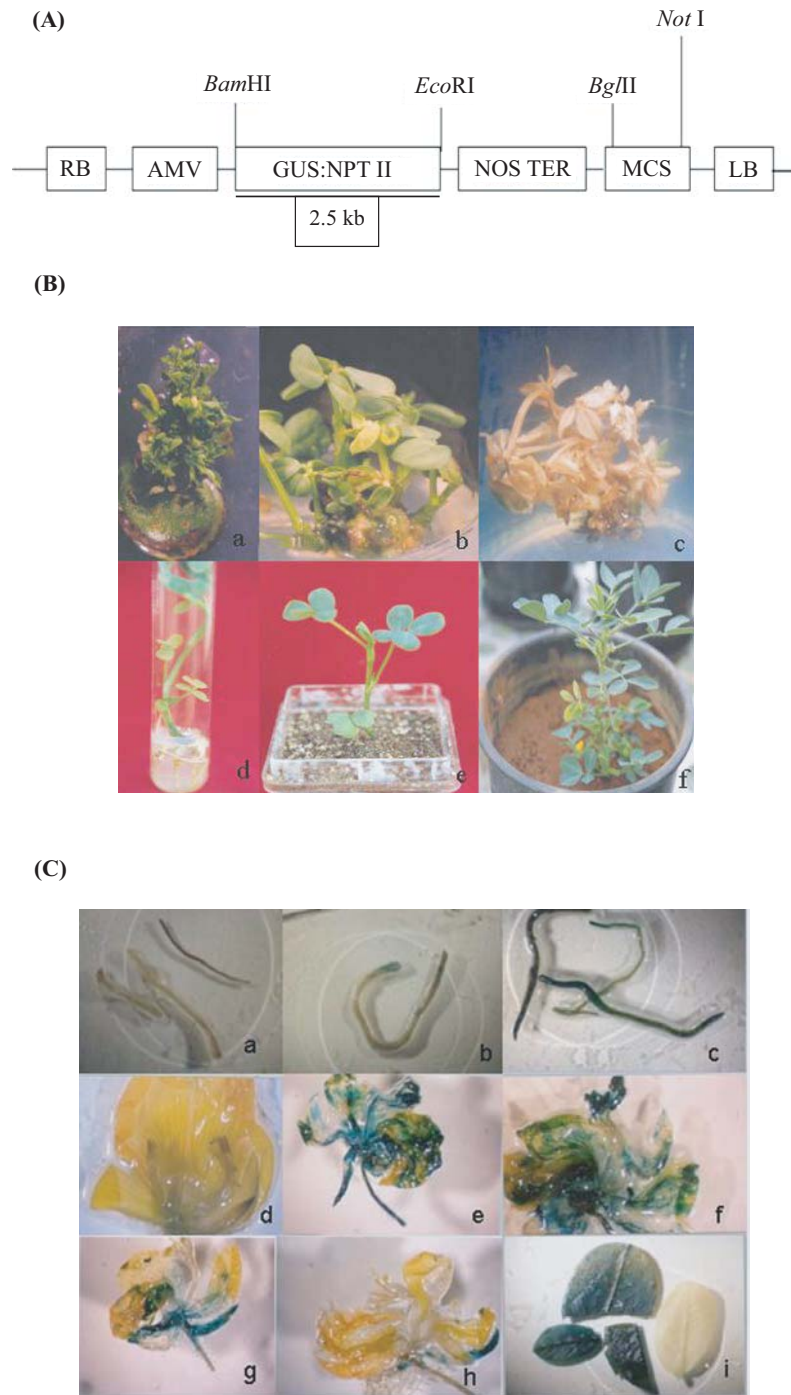 (A)
Not I
BamHI
EcoRI
BglII
RB
AMV
GUS:NPT II
NOS TER
MCS
LB
2.5 kb
(B)
a
b
c
d
e
f
(C)
a
b
c
d
e
f
g
h
i